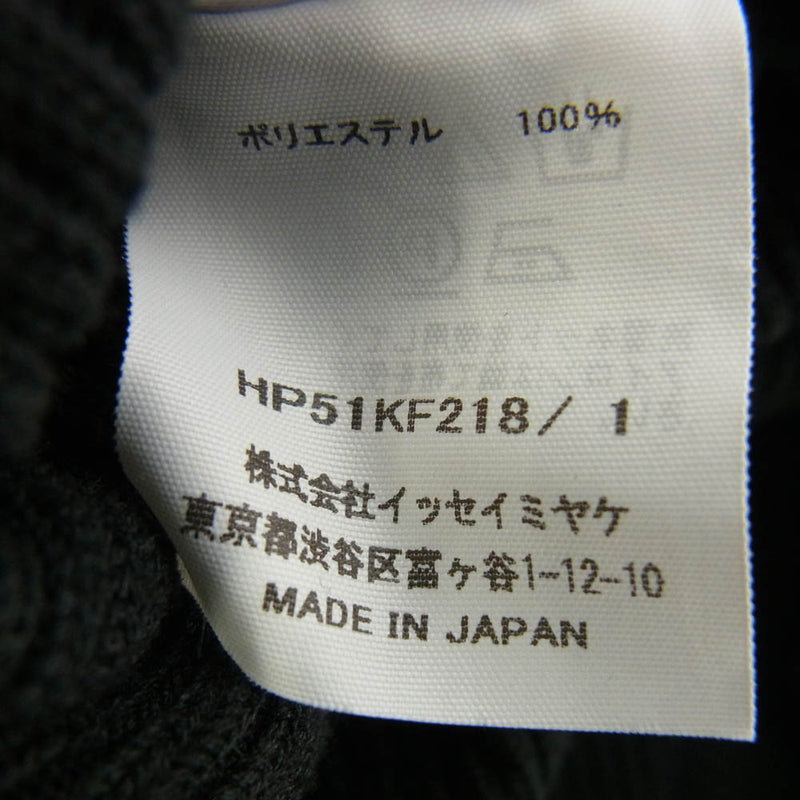 ポリエステル 100%
HP51KF218/ 1
株式会社イッセイミヤケ
東京都渋谷区富ヶ谷1-12-10
MADE IN JAPAN